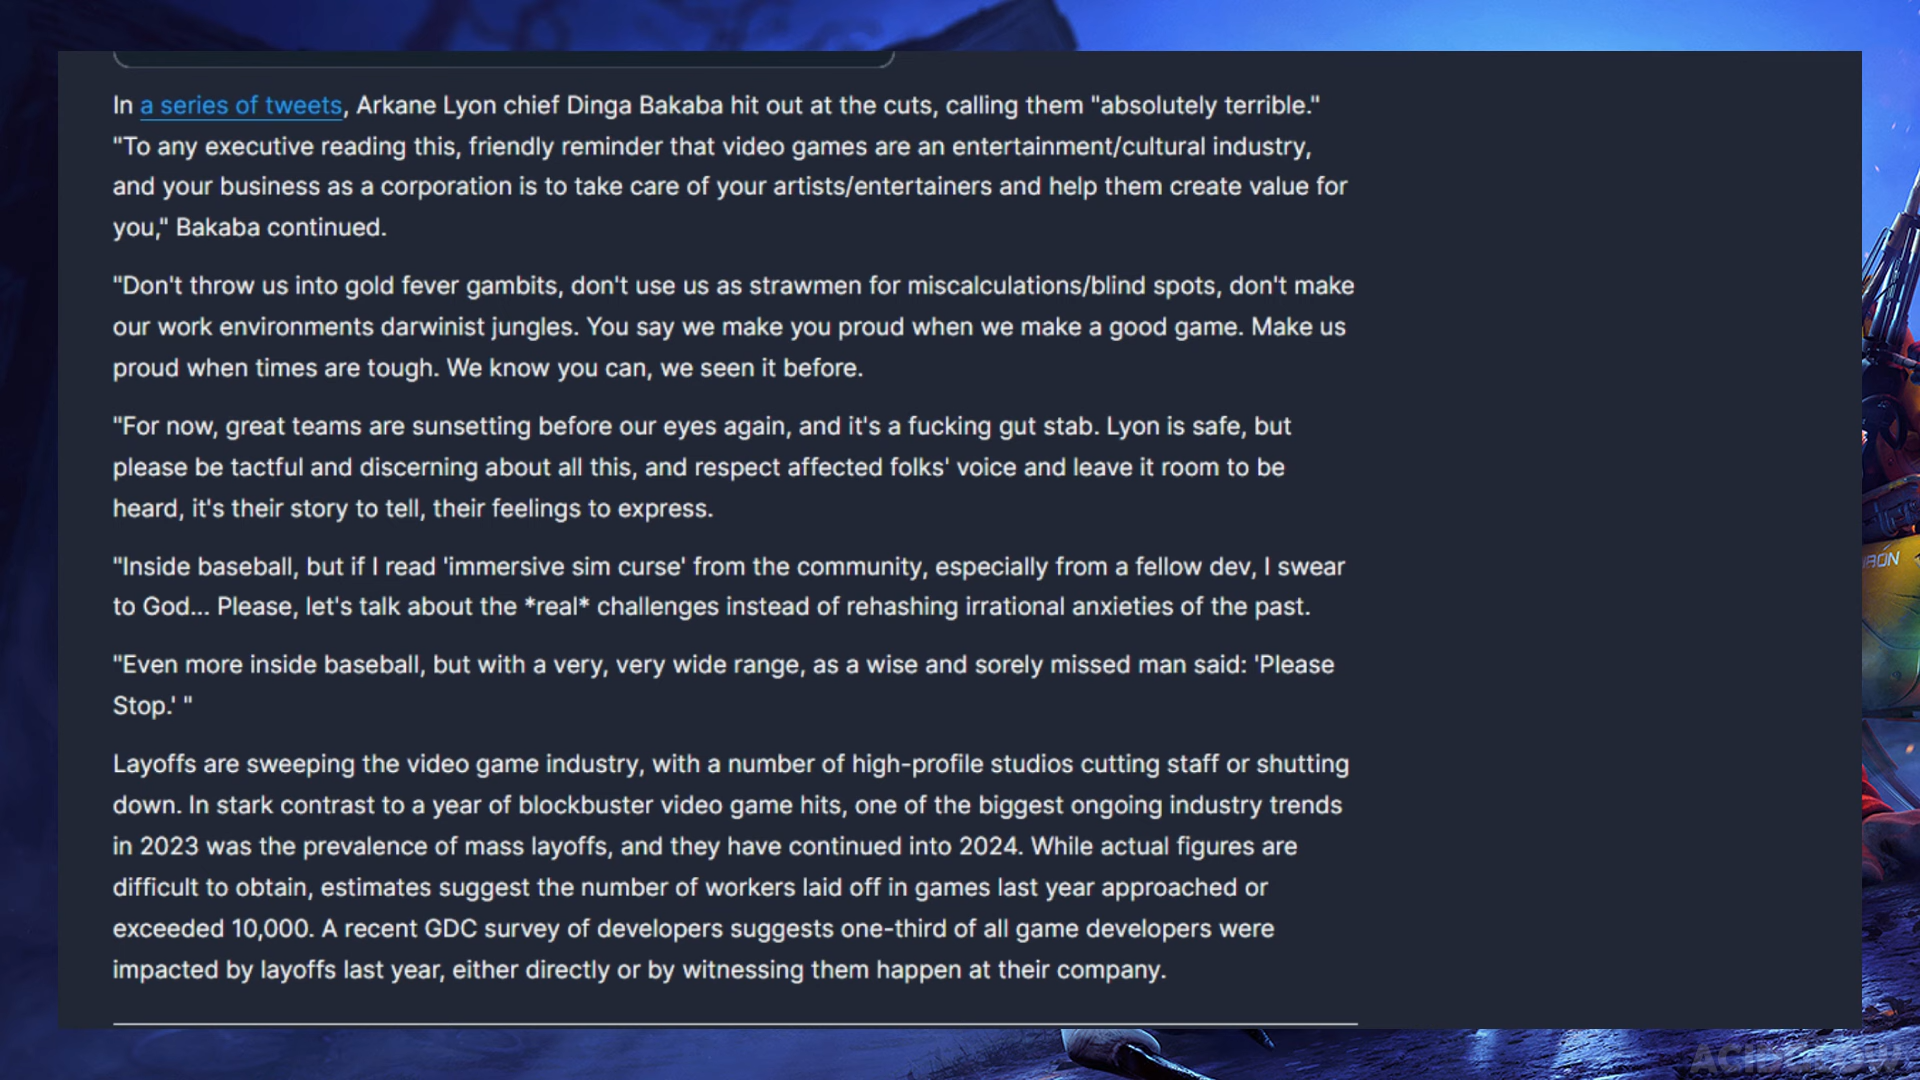 In a series of tweets, Arkane Lyon chief Dinga Bakaba hit out at the cuts, calling them "absolutely terrible."
"To any executive reading this, friendly reminder that video games are an entertainment/cultural industry,
and your business as a corporation is to take care of your artists/entertainers and help them create value for
you," Bakaba continued.
"Don't throw us into gold fever gambits, don't use us as strawmen for miscalculations/blind spots, don't make
our work environments darwinist jungles. You say we make you proud when we make a good game. Make us
proud when times are tough. We know you can, we seen it before.
"For now, great teams are sunsetting before our eyes again, and it's a fucking gut stab. Lyon is safe, but
please be tactful and discerning about all this, and respect affected folks' voice and leave it room to be
heard, it's their story to tell, their feelings to express.
"Inside baseball, but if I read 'immersive sim curse' from the community, especially from a fellow dev, I swear
to God... Please, let's talk about the *real* challenges instead of rehashing irrational anxieties of the past.
"Even more inside baseball, but with a very, very wide range, as a wise and sorely missed man said: 'Please
Stop.' "
Layoffs are sweeping the video game industry, with a number of high-profile studios cutting staff or shutting
down. In stark contrast to a year of blockbuster video game hits, one of the biggest ongoing industry trends
in 2023 was the prevalence of mass layoffs, and they have continued into 2024. While actual figures are
difficult to obtain, estimates suggest the number of workers laid off in games last year approached or
exceeded 10,000. A recent GDC survey of developers suggests one-third of all game developers were
impacted by layoffs last year, either directly or by witnessing them happen at their company.